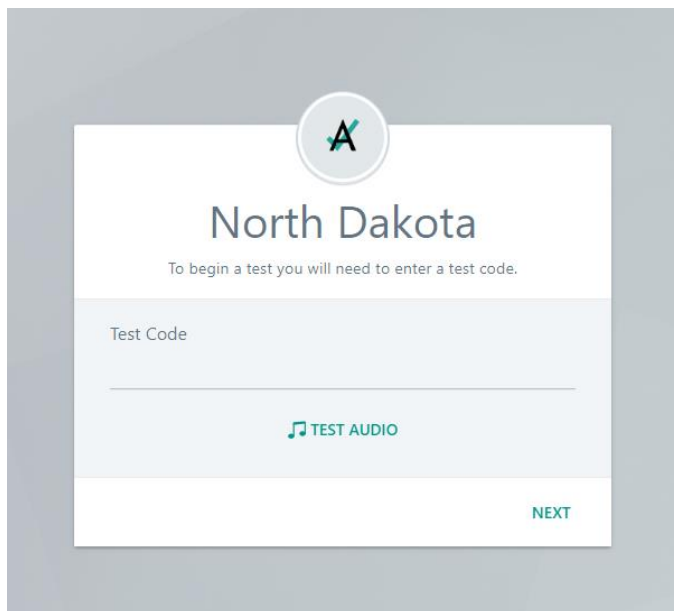 North Dakota
To begin a test you will need to enter a test code.
Test Code
TEST AUDIO
NEXT